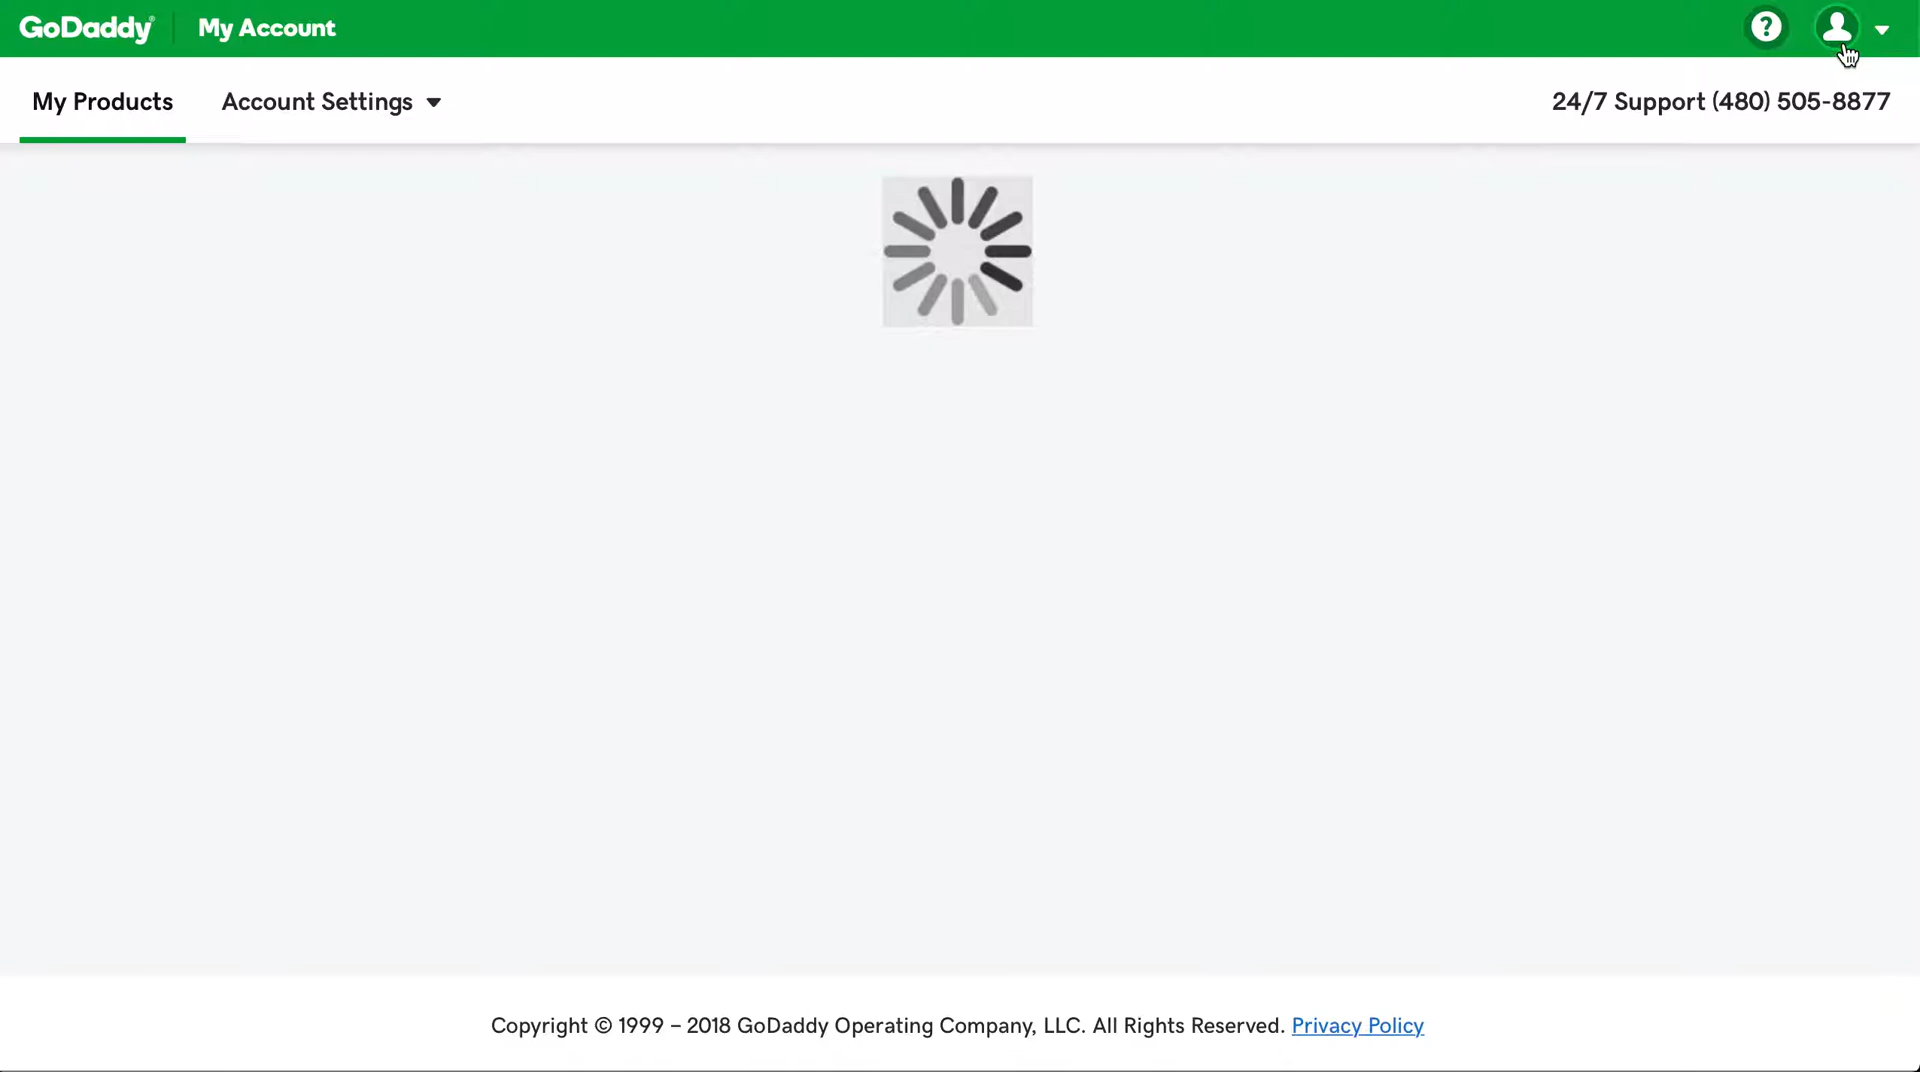 GoDaddy My Account ?
My Products Account Settings 24/7 Support (480) 505-8877
Copyright © 1999 – 2018 GoDaddy Operating Company, LLC. All Rights Reserved. Privacy Policy